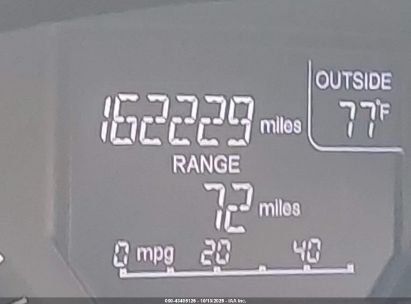 OUTSIDE
77°F
162229 miles
RANGE
72 miles
0 mpg 20 40